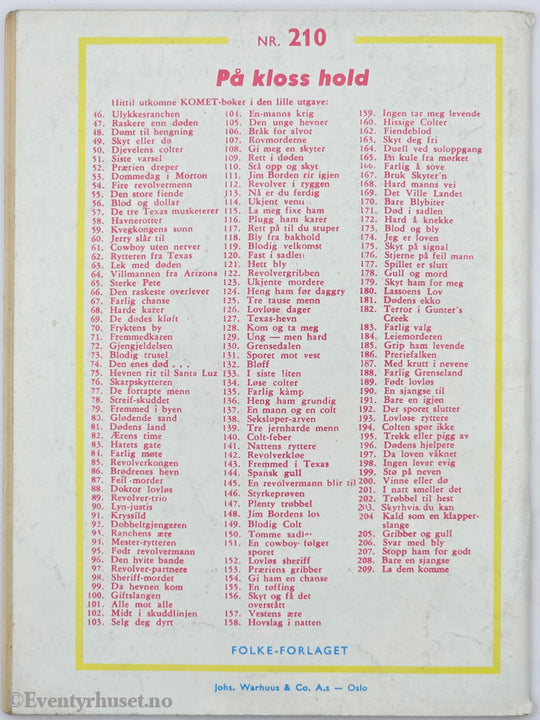 NR. 210
På kloss hold
Hittil utkomne KOMET-bøker i den lille utgave:
46. Ulykkesranchen
47. Raskere enn døden
48. Dømt til hengning
49. Skyt eller dø
50. Djevelens colter
51. Siste varsel
52. Prærien dreper
53. Dommedag i Morton
54. Fire revolvermenn
55. Den store fiende
56. Blod og dollar
57. De tre Texas musketerer
58. Havnerotter
59. Kvegkongens sønn
60. Jerry slår til
61. Cowboy uten nerver
62. Rytteren fra Texas
63. Lek med døden
64. Villmannen fra Arizona
65. Sterke Pete
66. Den raskeste overlever
67. Farlig chanse
68. Harde karer
69. De dødes kløft
70. Fryktens by
71. Fremmedkaren
72. Gjengjeldelsen
73. Blodig trusel
74. Den enes død . . .
75. Hevnen rir til Santa Luz
76. Skarpskytteren
77. De fortapte menn
78. Streif-skuddet
79. Fremmed i byen
80. Glødende sand
81. Dødens land
82. Ærens time
83. Hatets gate
84. Farlig møte
85. Revolverkongen
86. Brødrenes hevn
87. Feil morder
88. Doktor lovløs
89. Revolver-trio
90. Lyn-justis
91. Kryssild
92. Dobbeltgjengeren
93. Ranchens ære
94. Mester-rytteren
95. Født revolvermann
96. Den hvite bande
97. Revolver-partnere
98. Sheriff-mordet
99. Da hevnen kom
100. Giftslangen
101. Alle mot alle
102. Midt i skuddlinjen
103. Selg deg dyrt
104. En-manns krig
105. Den unge hevner
106. Bråk for alvor
107. Rovmorderne
108. Gi meg en skyter
109. Rett i døden
110. Stå opp og skyt
111. Jim Borden rir igjen
112. Revolver i ryggen
113. Nå er du ferdig
114. Ukjent venn
115. La meg fixe ham
116. Plugg ham karer
117. Rett på til du stuper
118. Bly fra bakhold
119. Blodig velkomst
120. Fast i sadlen
121. Hett bly
122. Revolvergribben
123. Ukjente mordere
124. Heng ham før daggry
125. Tre tause menn
126. Lovløse dager
127. Texas-hevn
128. Kom og ta meg
129. Ung — men hard
130. Grensedalen
131. Sporet mot vest
132. Bløff
133. I siste liten
134. Løse colter
135. Farlig kamp
136. Heng ham grundig
137. En mann og en colt
138. Seksløper-arven
139. Tre jernharde menn
140. Colt-feber
141. Nattens ryttere
142. Revolverkløe
143. Fremmed i Texas
144. Spansk gull
145. En revolvermann blir til
146. Styrkeprøven
147. Plenty trøbbel
148. Jim Bordens lov
149. Blodig Colt
150. Tomme sadler
151. En cowboy følger
sporet
152. Lovløs sheriff
153. Præriens gribber
154. Gi ham en chanse
155. En tøffing
156. Skyt og få det
overstått
157. Vestens ære
158. Hovslag i natten
159. Ingen tar meg levende
160. Hissige Colter
162. Fiendeblod
163. Skyt deg fri
164. Duell ved soluppgang
165. En kule fra mørket
166. Farlig å sove
167. Bruk Skyter'n
168. Hard manns vei
169. Det Ville Landet
170. Bare Blybiter
171. Død i sadlen
172. Hard å knekke
173. Blod og bly
174. Jeg er loven
175. Skyt på signal
176. Stjerne på feil mann
177. Spillet er slutt
178. Gull og mord
179. Skyt ham for meg
180. Lassoens Lov
181. Dødens ekko
182. Terror i Gunter's
Creek
183. Farlig valg
184. Leiemorderen
185. Grip ham levende
186. Preriefalken
187. Med krutt i nevene
188. Farlig Grenseland
189. Født lovløs
190. En sjangse til
191. Bare en igjen
192. Der sporet slutter
193. Lovløse ryttere
194. Colten spør ikke
195. Trekk eller pigg av
196. Dødens hjelpere
197. Da loven våknet
198. Ingen lever evig
199. Stø på neven
200. Vinne eller dø
201. I natt smeller det
202. Trøbbel til hest
203. Skythvis du kan
204 Kald som en klapper-
slange
205. Gribber og gull
206. Svar med bly
207. Stopp ham for godt
208. Bare en sjangse
209. La dem komme
FOLKE-FORLAGET
Johs. Warhuus & Co. A.s — Oslo
©Eventyrhuset.no